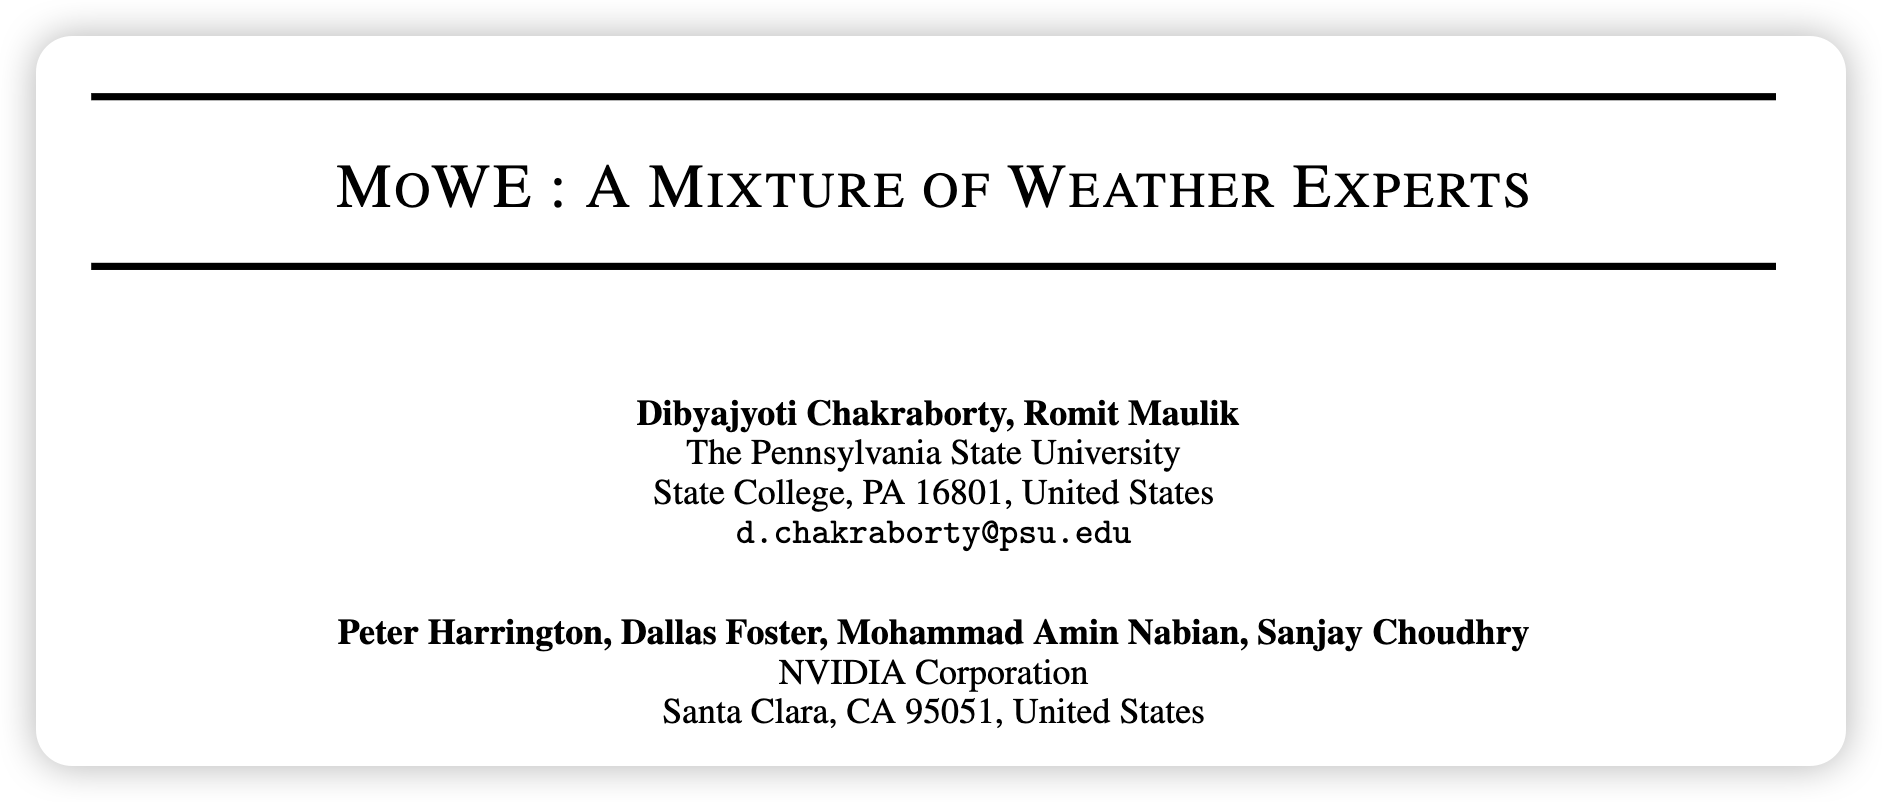 MoWE : A Mixture of Weather Experts
Dibyajyoti Chakraborty, Romit Maulik
The Pennsylvania State University
State College, PA 16801, United States
d.chakraborty@psu.edu
Peter Harrington, Dallas Foster, Mohammad Amin Nabian, Sanjay Choudhry
NVIDIA Corporation
Santa Clara, CA 95051, United States